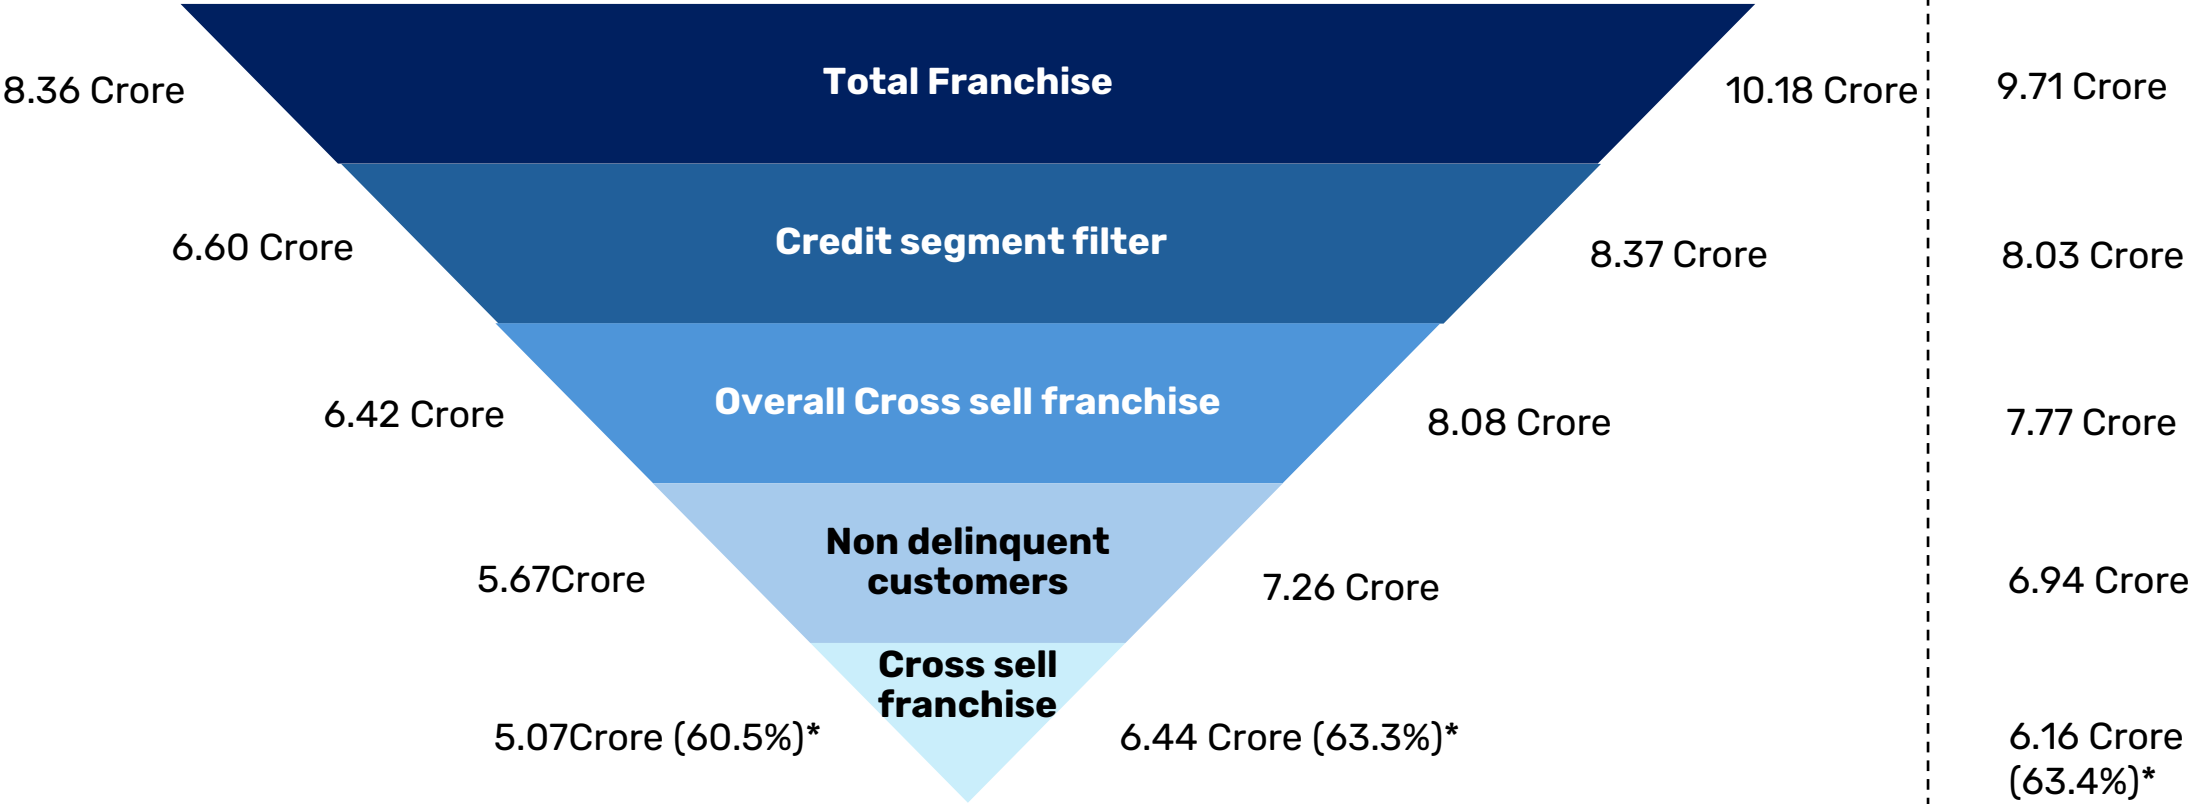 8.36 Crore
Total Franchise
10.18 Crore
9.71 Crore
6.60 Crore
Credit segment filter
8.37 Crore
8.03 Crore
6.42 Crore
Overall Cross sell franchise
8.08 Crore
7.77 Crore
5.67Crore
Non delinquent
customers
7.26 Crore
6.94 Crore
Cross sell
franchise
5.07Crore (60.5%)*
6.44 Crore (63.3%)*
6.16 Crore
(63.4%)*